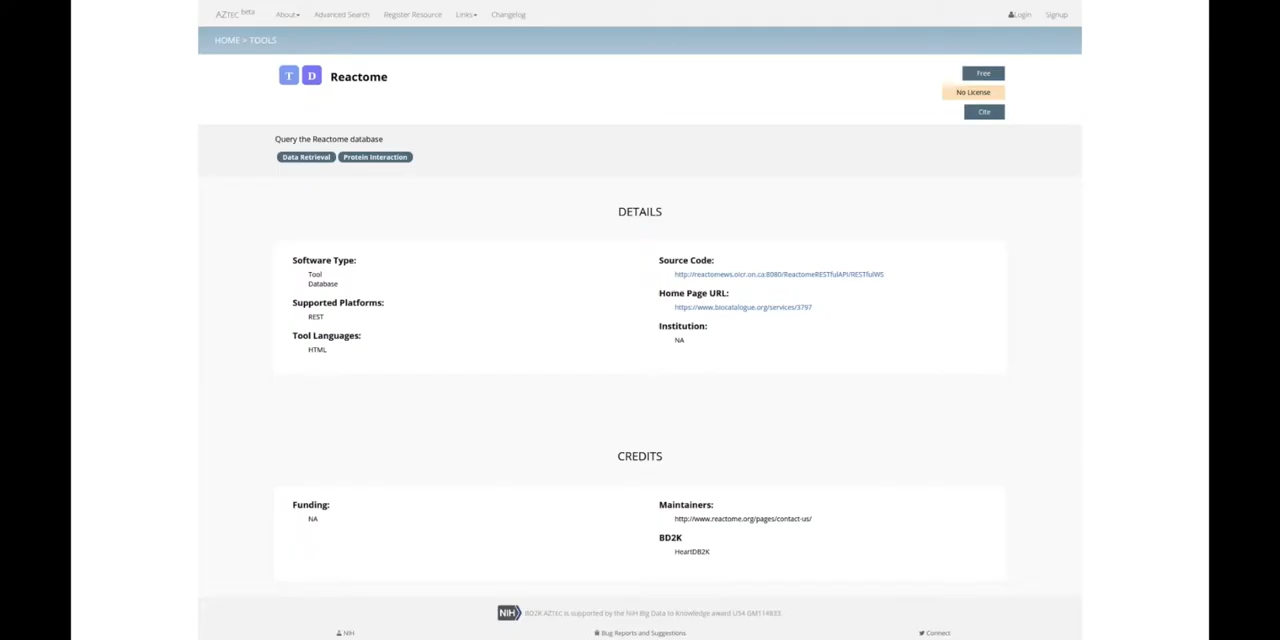 AZTEC beta About Advanced Search Register Resource Links Changelog Login Signup
HOME > TOOLS
T D Reactome
Free
No License
Cite
Query the Reactome database
Data Retrieval Protein Interaction
DETAILS
Software Type:
Tool
Database
Supported Platforms:
REST
Tool Languages:
HTML
Source Code:
http://reactomews.oicr.on.ca:8080/ReactomeRESTfulAPI/RESTfulWS
Home Page URL:
https://www.biocatalogue.org/services/3797
Institution:
NA
CREDITS
Funding:
NA
Maintainers:
http://www.reactome.org/pages/contact-us/
BD2K
HeartDB2K
NIH BD2K AZTEC is supported by the NIH Big Data to Knowledge award U54 GM114833.
NIH Bug Reports and Suggestions Connect